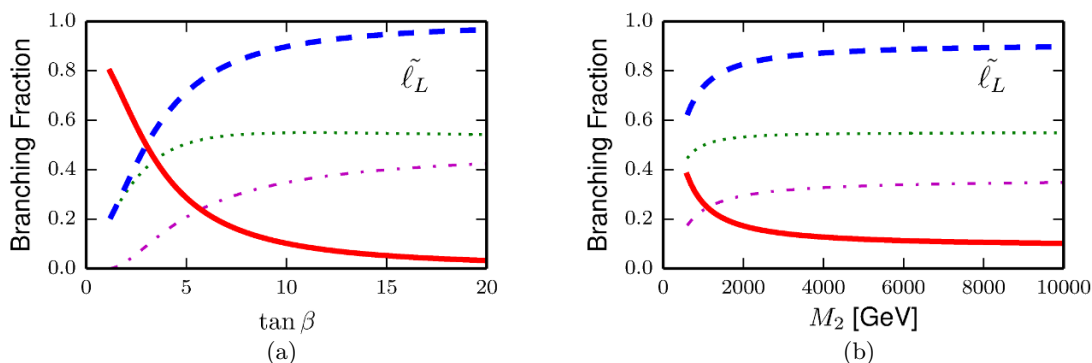 1.0
0.8
0.6
0.4
0.2
0.0
Branching Fraction
ℓ̃_L
0 5 10 15 20
tan β
(a)
1.0
0.8
0.6
0.4
0.2
0.0
Branching Fraction
ℓ̃_L
0 2000 4000 6000 8000 10000
M₂ [GeV]
(b)